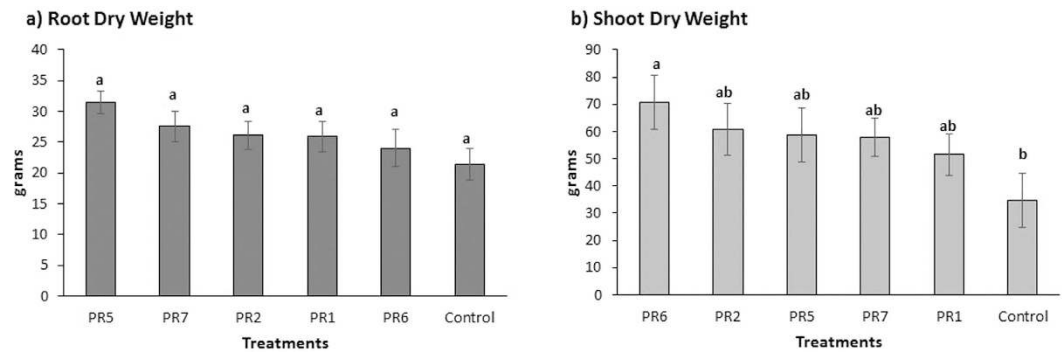 a) Root Dry Weight
40
35
30
25
20
15
10
5
0
grams
a
a
a
a
a
a
PR5 PR7 PR2 PR1 PR6 Control
Treatments
b) Shoot Dry Weight
90
80
70
60
50
40
30
20
10
0
grams
a
ab
ab
ab
ab
b
PR6 PR2 PR5 PR7 PR1 Control
Treatments